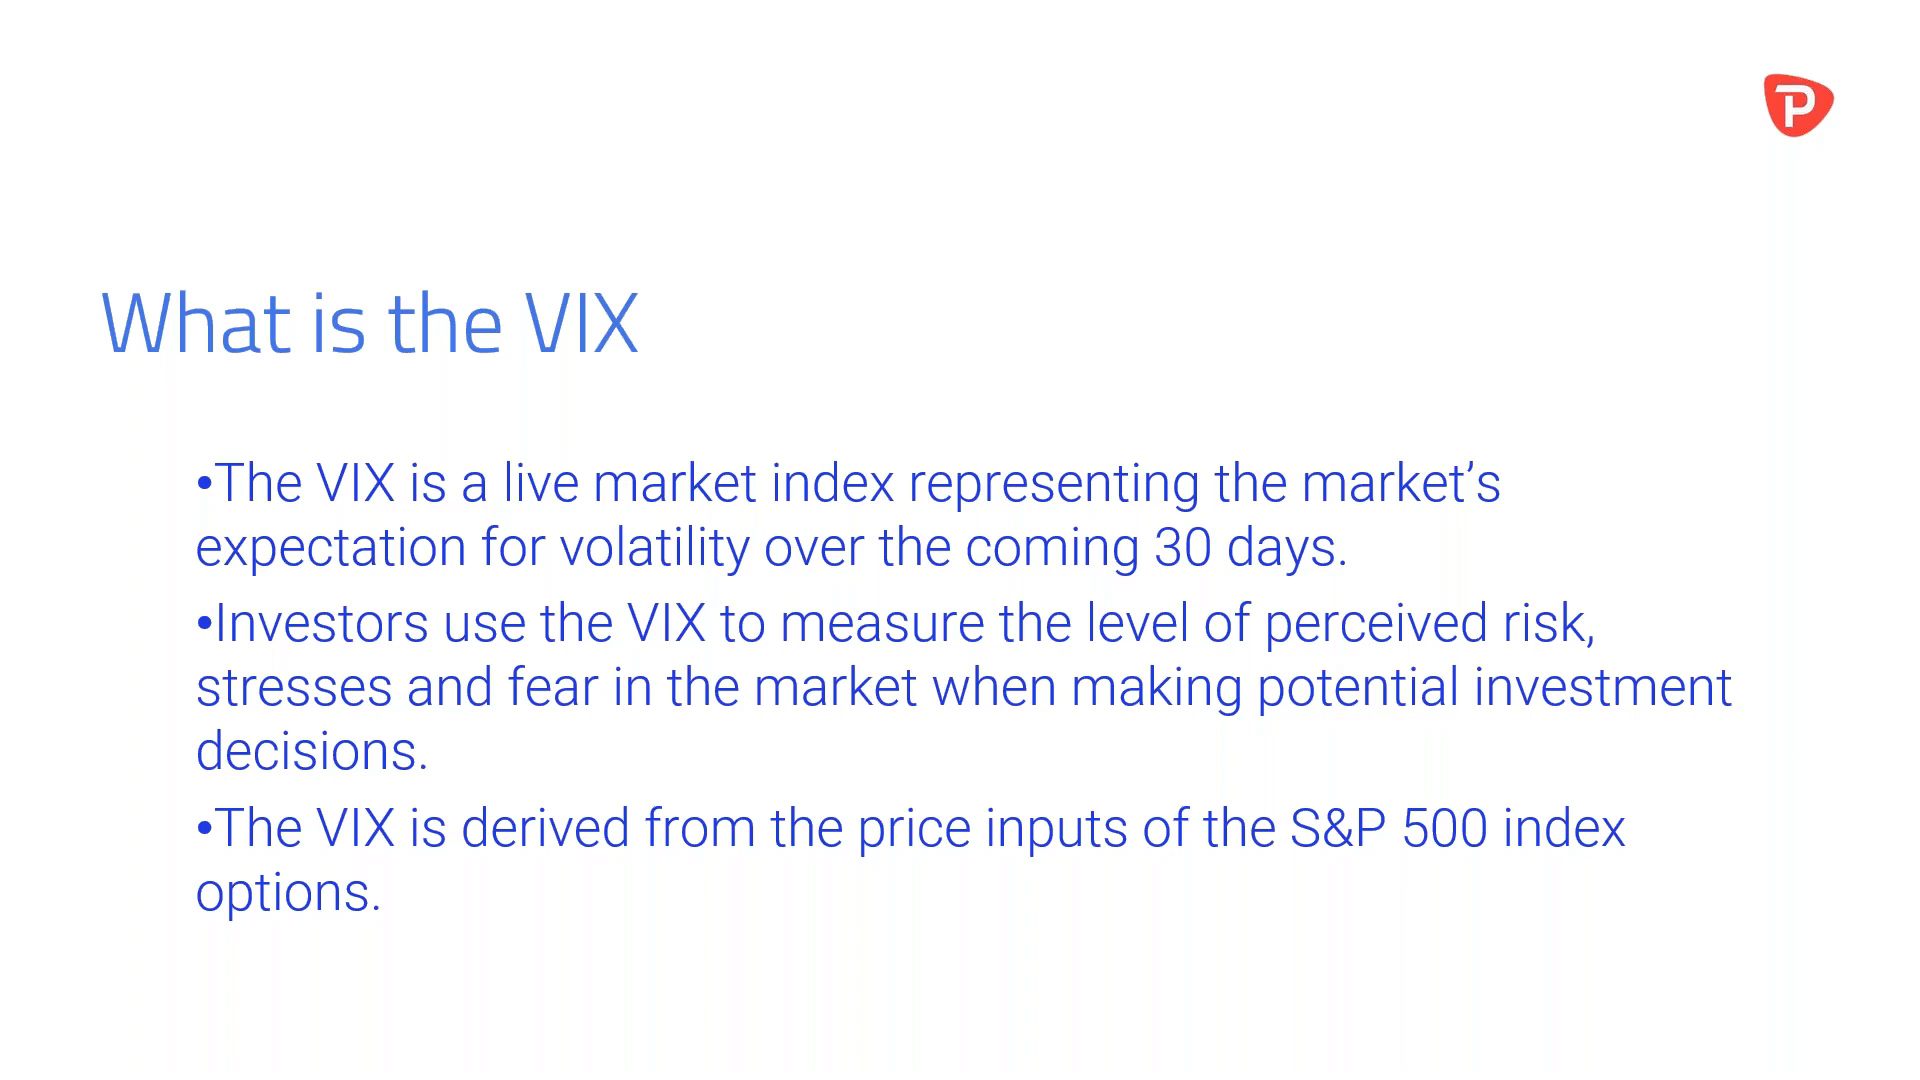 P
What is the VIX
•The VIX is a live market index representing the market’s
expectation for volatility over the coming 30 days.
•Investors use the VIX to measure the level of perceived risk,
stresses and fear in the market when making potential investment
decisions.
•The VIX is derived from the price inputs of the S&P 500 index
options.